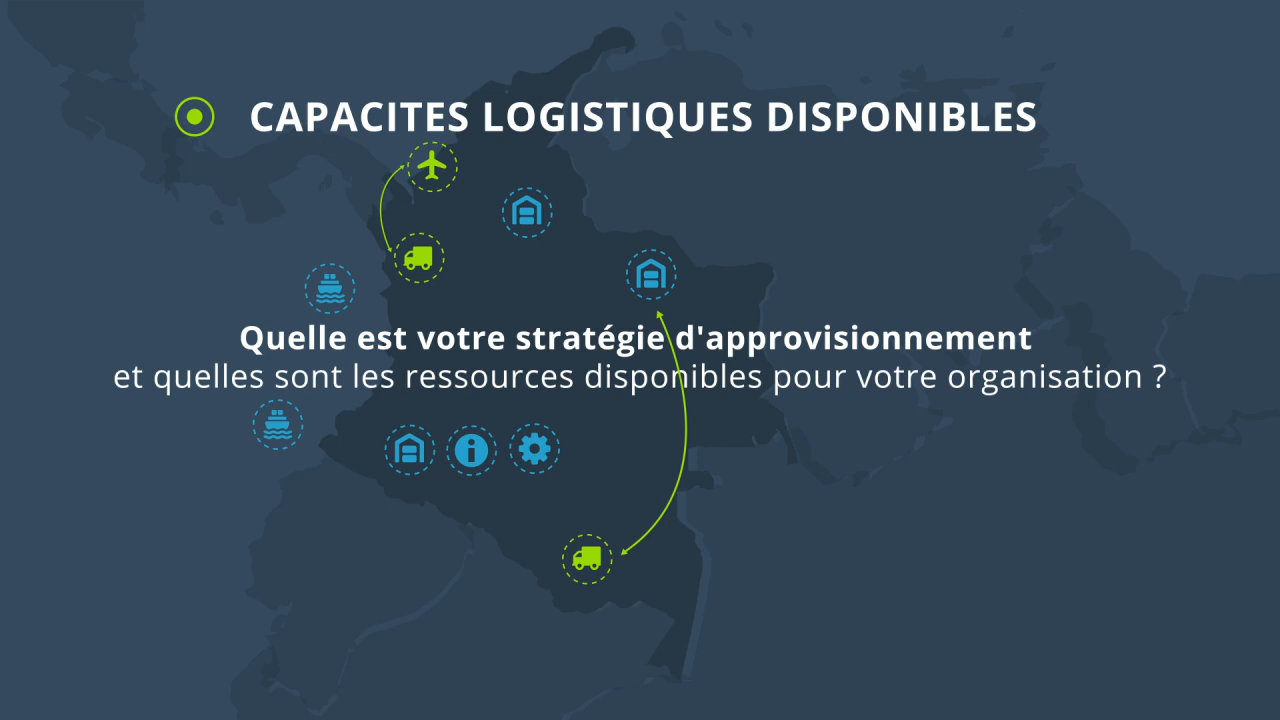 CAPACITES LOGISTIQUES DISPONIBLES
Quelle est votre stratégie d'approvisionnement
et quelles sont les ressources disponibles pour votre organisation ?